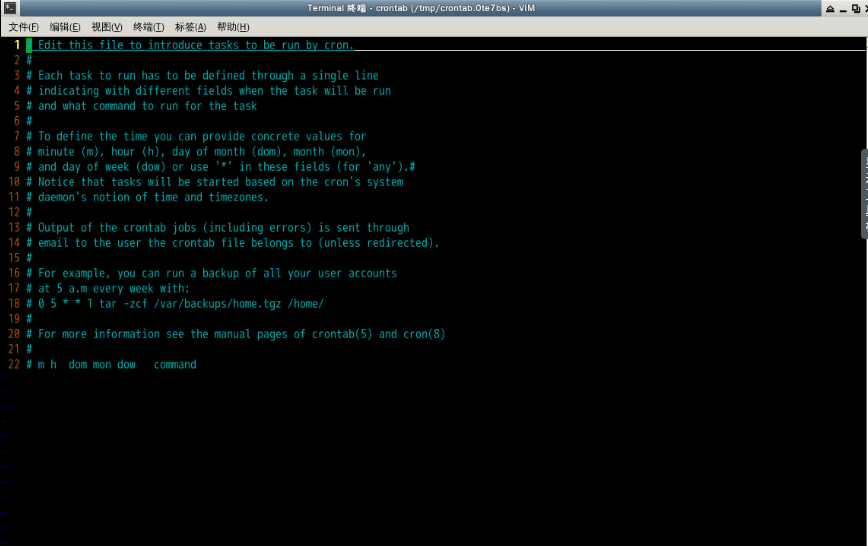 Terminal 终端 - crontab (/tmp/crontab.0te7bs) - VIM
文件(F) 编辑(E) 视图(V) 终端(T) 标签(A) 帮助(H)
1 Edit this file to introduce tasks to be run by cron.
2 #
3 # Each task to run has to be defined through a single line
4 # indicating with different fields when the task will be run
5 # and what command to run for the task
6 #
7 # To define the time you can provide concrete values for
8 # minute (m), hour (h), day of month (dom), month (mon),
9 # and day of week (dow) or use '*' in these fields (for 'any').#
10 # Notice that tasks will be started based on the cron's system
11 # daemon's notion of time and timezones.
12 #
13 # Output of the crontab jobs (including errors) is sent through
14 # email to the user the crontab file belongs to (unless redirected).
15 #
16 # For example, you can run a backup of all your user accounts
17 # at 5 a.m every week with:
18 # 0 5 * * 1 tar -zcf /var/backups/home.tgz /home/
19 #
20 # For more information see the manual pages of crontab(5) and cron(8)
21 #
22 # m h  dom mon dow   command